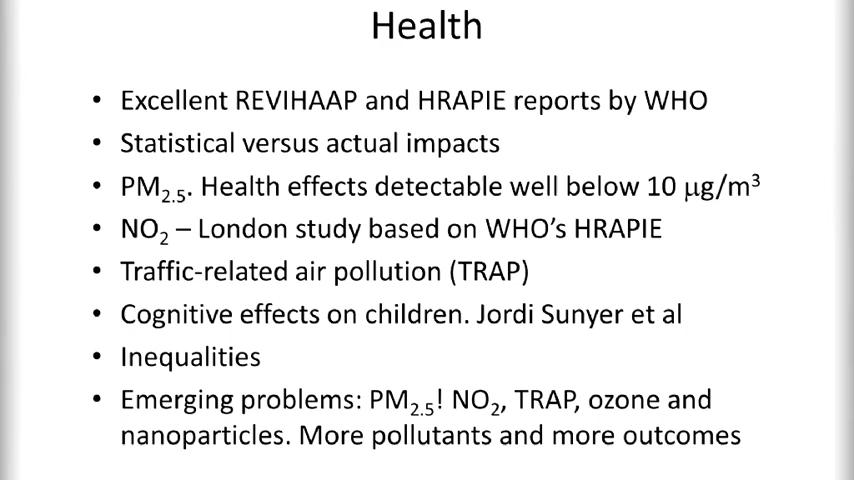 Health
• Excellent REVIHAAP and HRAPIE reports by WHO
• Statistical versus actual impacts
• PM₂.₅. Health effects detectable well below 10 μg/m³
• NO₂ – London study based on WHO’s HRAPIE
• Traffic-related air pollution (TRAP)
• Cognitive effects on children. Jordi Sunyer et al
• Inequalities
• Emerging problems: PM₂.₅! NO₂, TRAP, ozone and
nanoparticles. More pollutants and more outcomes